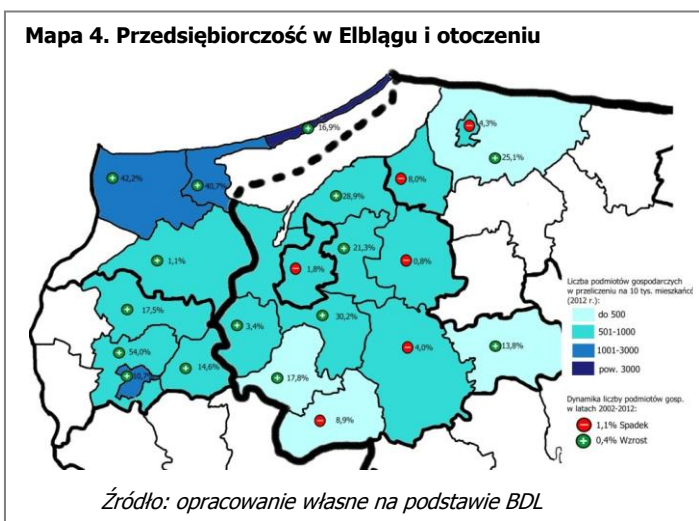 Mapa 4. Przedsiębiorczość w Elblągu i otoczeniu
16,9%
4,3%
25,1%
42,2%
40,7%
8,0%
28,9%
21,3%
1,1%
1,8%
0,8%
17,5%
3,4%
30,2%
54,0%
4,0%
13,8%
14,6%
17,8%
8,9%
Liczba podmiotów gospodarczych
w przeliczeniu na 10 tys. mieszkańcó
(2012 r.):
do 500
501-1000
1001-3000
pow. 3000
Dynamika liczby podmiotów gosp.
w latach 2002-2012:
1,1% Spadek
0,4% Wzrost
Źródło: opracowanie własne na podstawie BDL